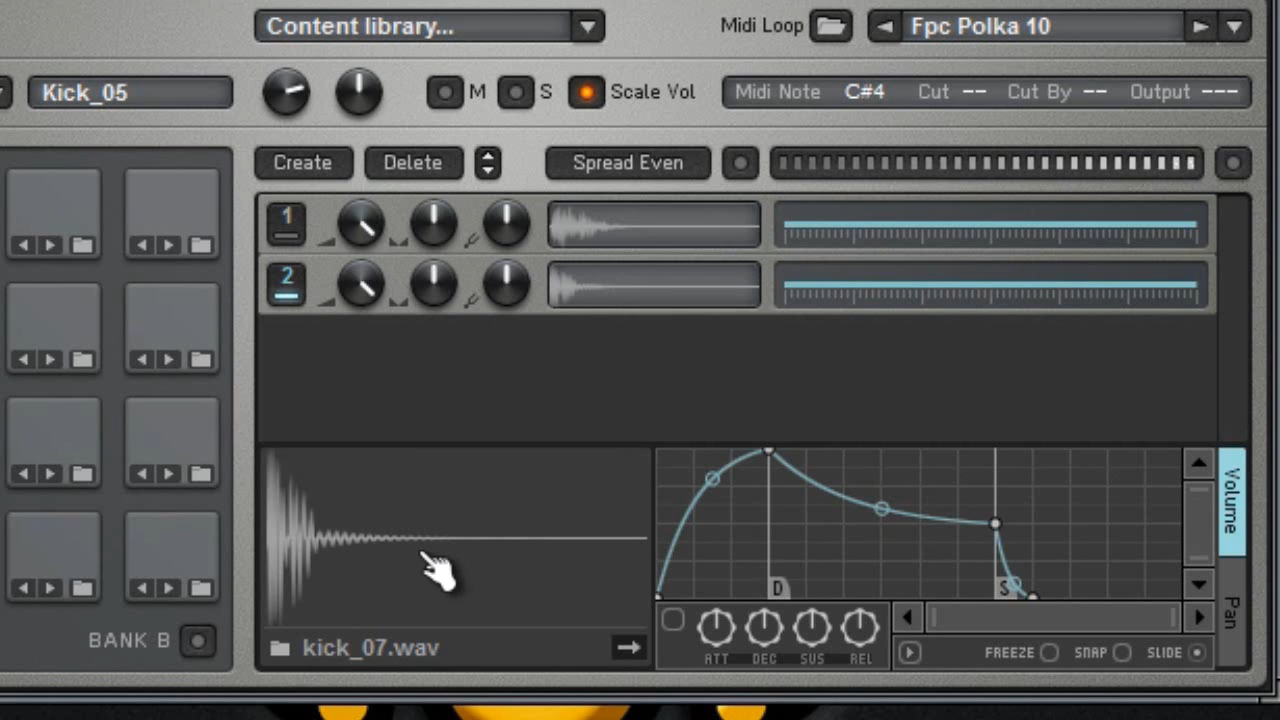 Content library... Midi Loop Fpc Polka 10
Kick_05 M S Scale Vol Midi Note C#4 Cut -- Cut By -- Output ---
Create Delete Spread Even
1
2
Volume
D S
Pan
ATT DEC SUS REL
BANK B kick_07.wav FREEZE SNAP SLIDE